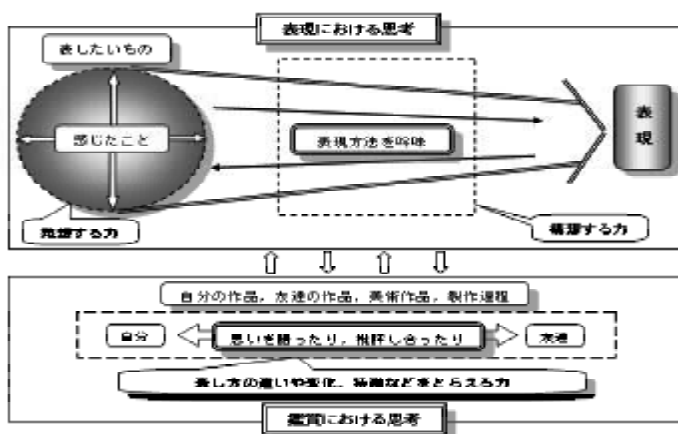 表現における思考
表したいもの
感じたこと
表現方法を吟味
表
現
発想する力
構想する力
自分の作品，友達の作品，美術作品，製作過程
自分
思いを語ったり，批評し合ったり
友達
表し方の違いや変化，特徴などをとらえる力
鑑賞における思考